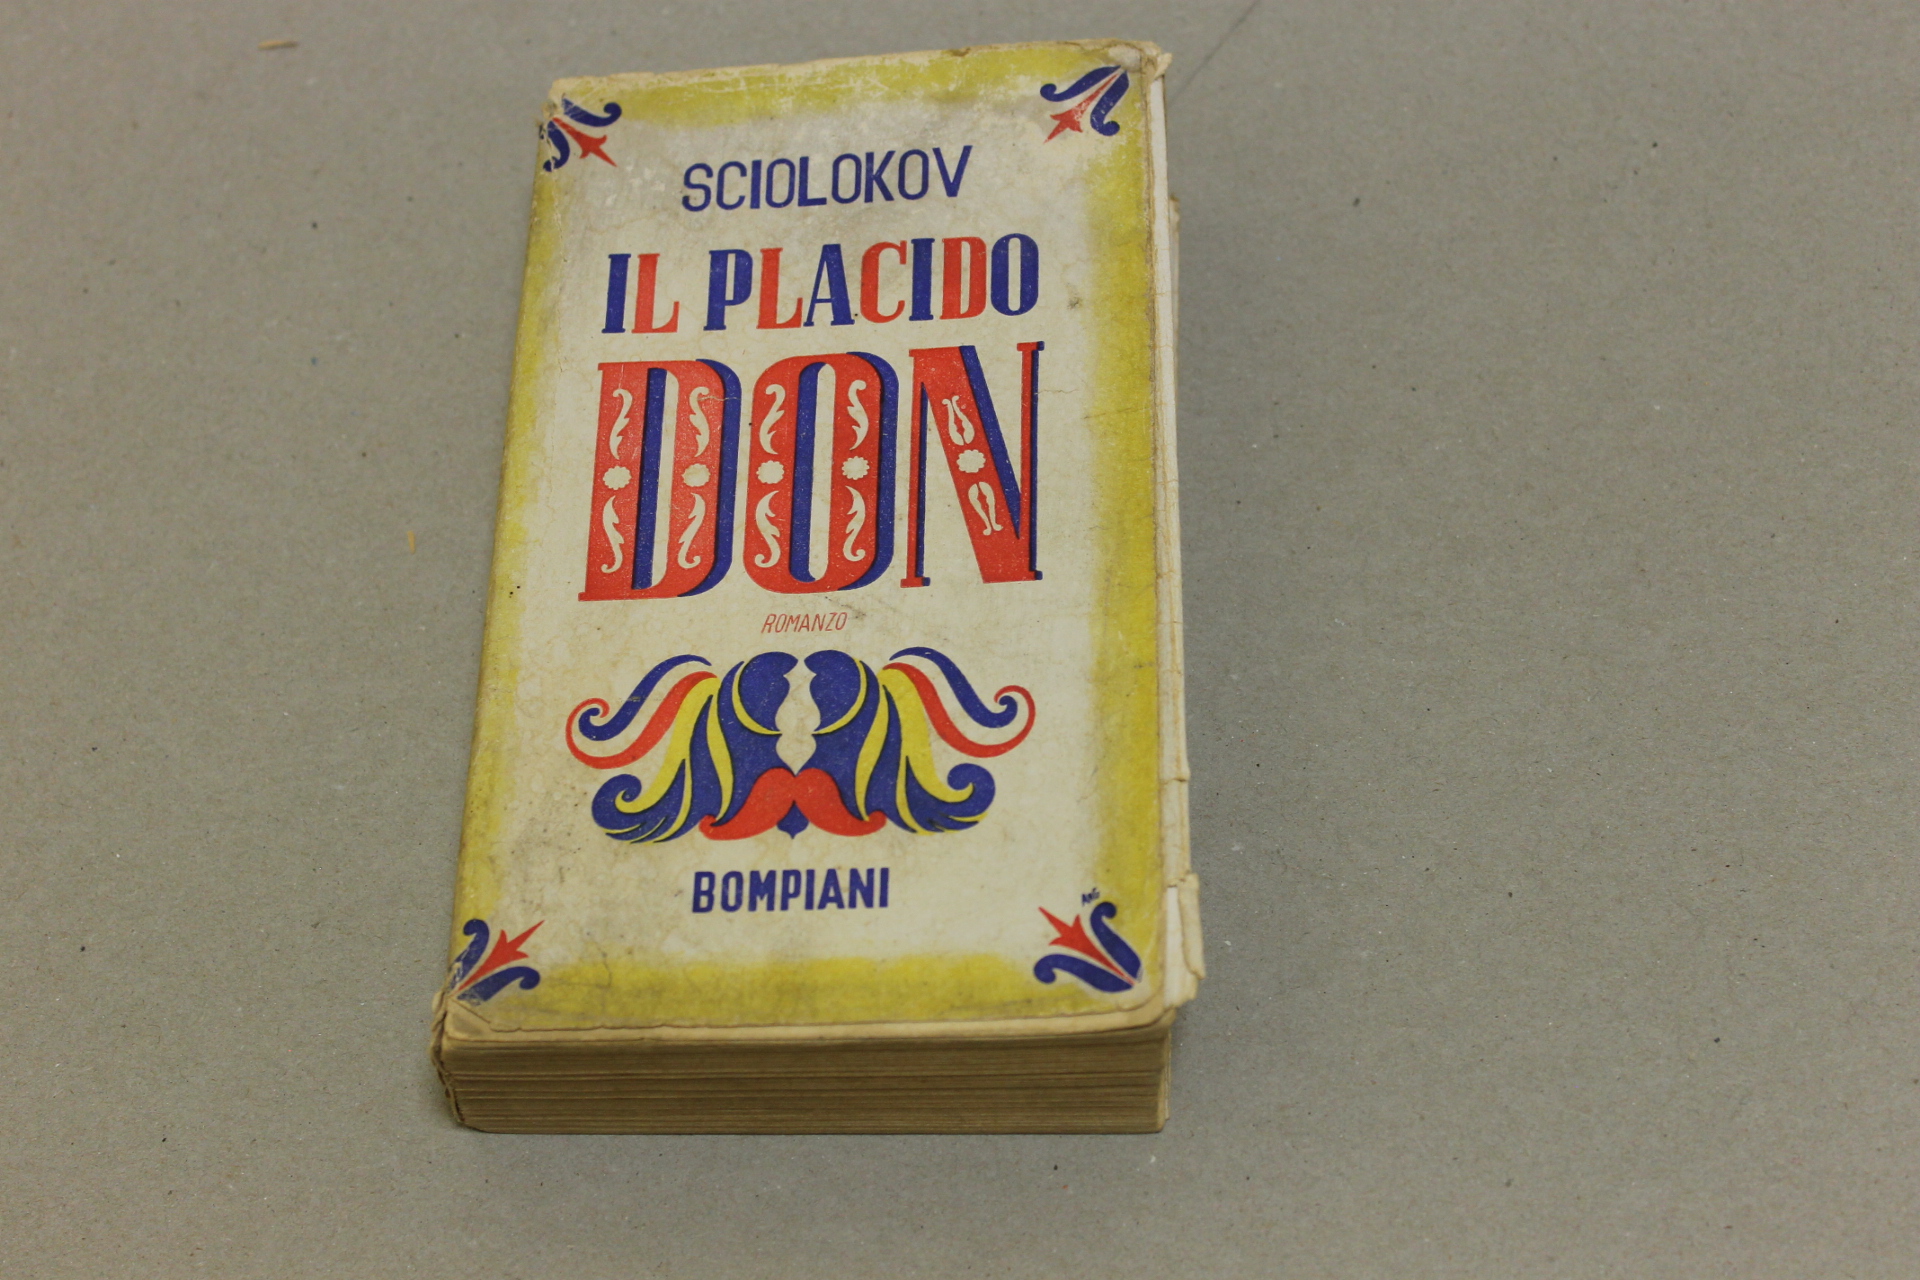 SCIOLOKOV
IL PLACIDO
DON
ROMANZO
BOMPIANI